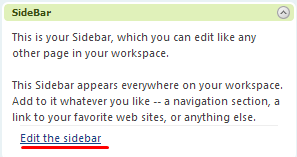 SideBar
This is your Sidebar, which you can edit like any
other page in your workspace.
This Sidebar appears everywhere on your workspace.
Add to it whatever you like -- a navigation section, a
link to your favorite web sites, or anything else.
Edit the sidebar